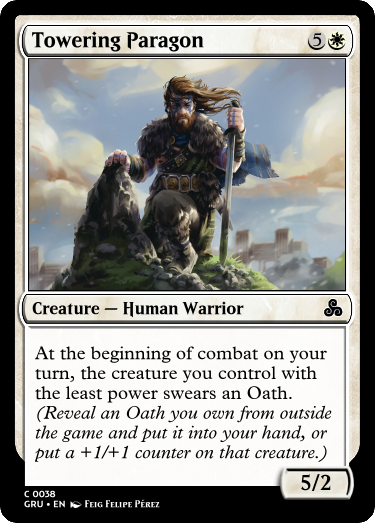 Towering Paragon 5
Creature — Human Warrior
At the beginning of combat on your
turn, the creature you control with
the least power swears an Oath.
(Reveal an Oath you own from outside
the game and put it into your hand, or
put a +1/+1 counter on that creature.)
5/2
C 0038
GRU • EN Feig Felipe Pérez